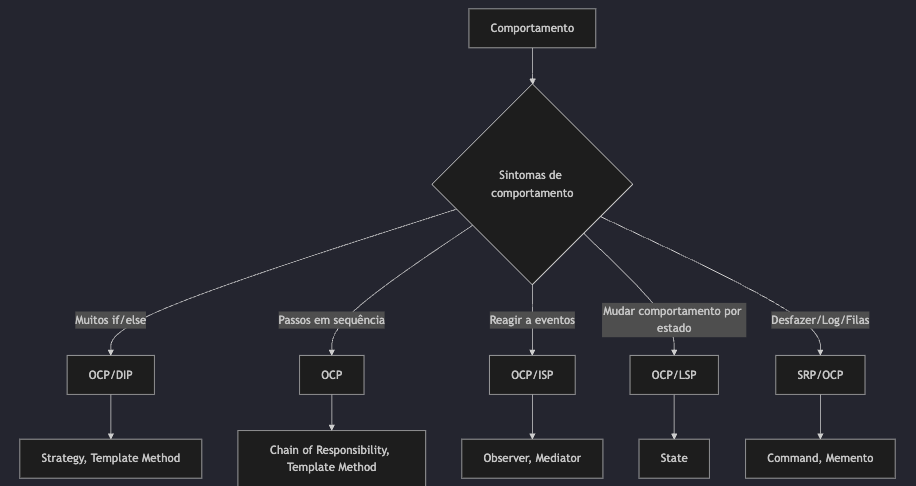 Comportamento
Sintomas de
comportamento
Muitos if/else
Passos em sequência
Reagir a eventos
Mudar comportamento por
estado
Desfazer/Log/Filas
OCP/DIP
OCP
OCP/ISP
OCP/LSP
SRP/OCP
Strategy, Template Method
Chain of Responsibility,
Template Method
Observer, Mediator
State
Command, Memento